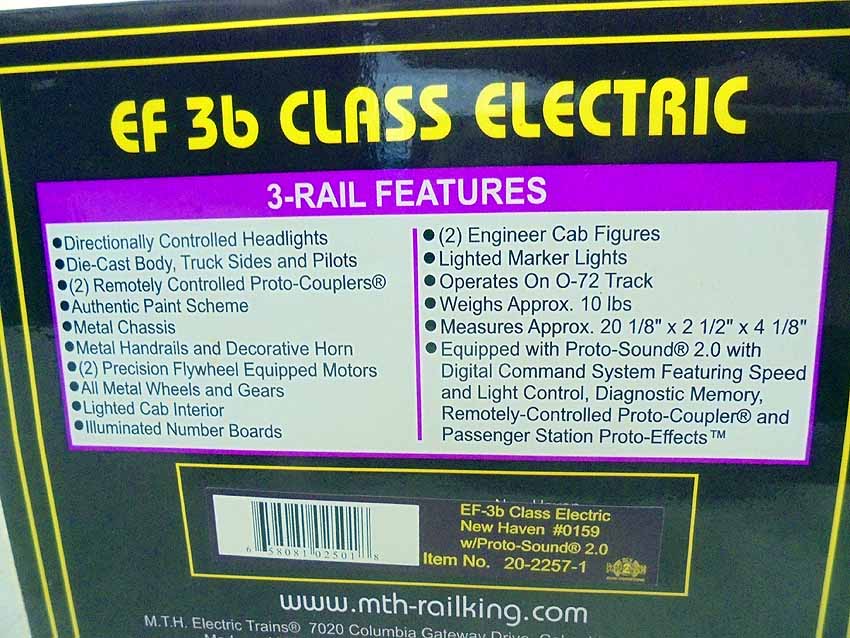 EF 3b CLASS ELECTRIC
3-RAIL FEATURES
●Directionally Controlled Headlights
●Die-Cast Body, Truck Sides and Pilots
●(2) Remotely Controlled Proto-Couplers®
●Authentic Paint Scheme
●Metal Chassis
●Metal Handrails and Decorative Horn
●(2) Precision Flywheel Equipped Motors
●All Metal Wheels and Gears
●Lighted Cab Interior
●Illuminated Number Boards
●(2) Engineer Cab Figures
●Lighted Marker Lights
●Operates On O-72 Track
●Weighs Approx. 10 lbs
●Measures Approx. 20 1/8" x 2 1/2" x 4 1/8"
●Equipped with Proto-Sound® 2.0 with
Digital Command System Featuring Speed
and Light Control, Diagnostic Memory,
Remotely-Controlled Proto-Coupler® and
Passenger Station Proto-Effects™
6 58081 02501 8
EF-3b Class Electric
New Haven #0159
w/Proto-Sound® 2.0
Item No. 20-2257-1
www.mth-railking.com
M.T.H. Electric Trains® 7020 Columbia Gateway Drive